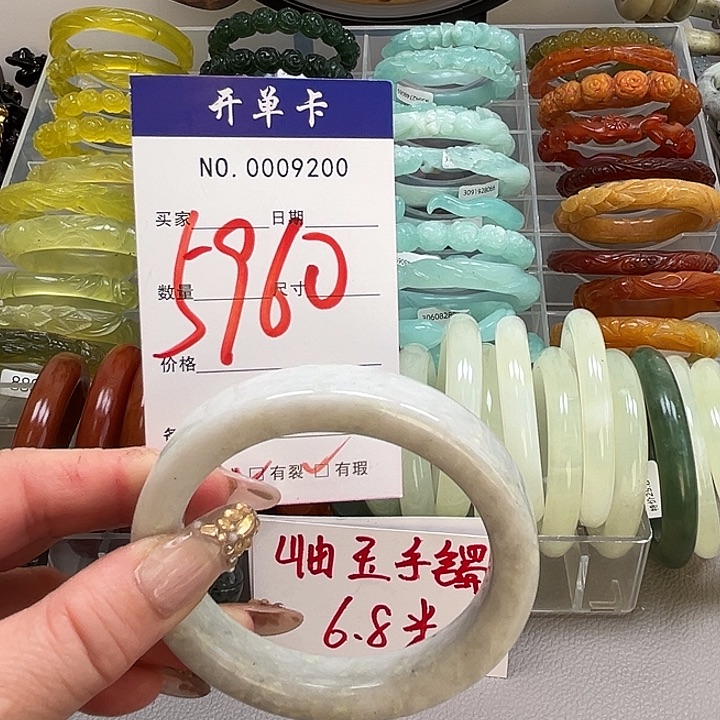 开单卡
NO.0009200
买家 日期
5960
数量 尺寸
价格
有裂 有瑕
岫玉手镯
6.8米
3091928066